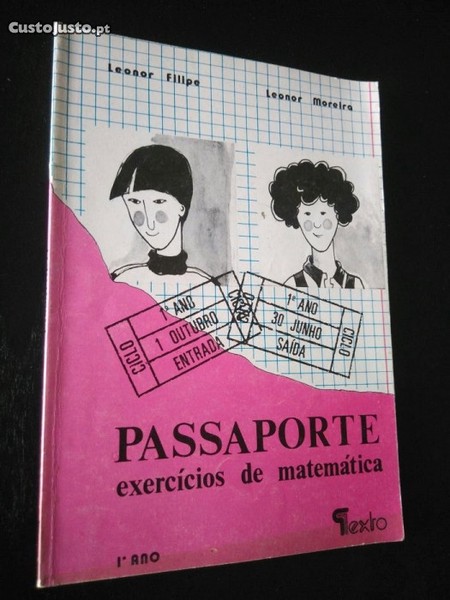 CustoJusto.pt
Leonor Filipe
Leonor Moreira
CICLO
1º ANO
1 OUTUBRO
ENTRADA
1º ANO
30 JUNHO
SAÍDA
CICLO
PASSAPORTE
exercícios de matemática
Texto
1º ANO